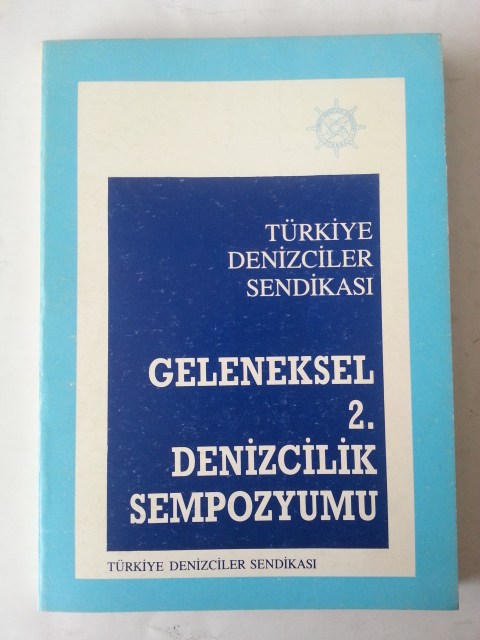 TÜRKİYE
DENİZCİLER
SENDİKASI
GELENEKSEL
2.
DENİZCİLİK
SEMPOZYUMU
TÜRKİYE DENİZCİLER SENDİKASI